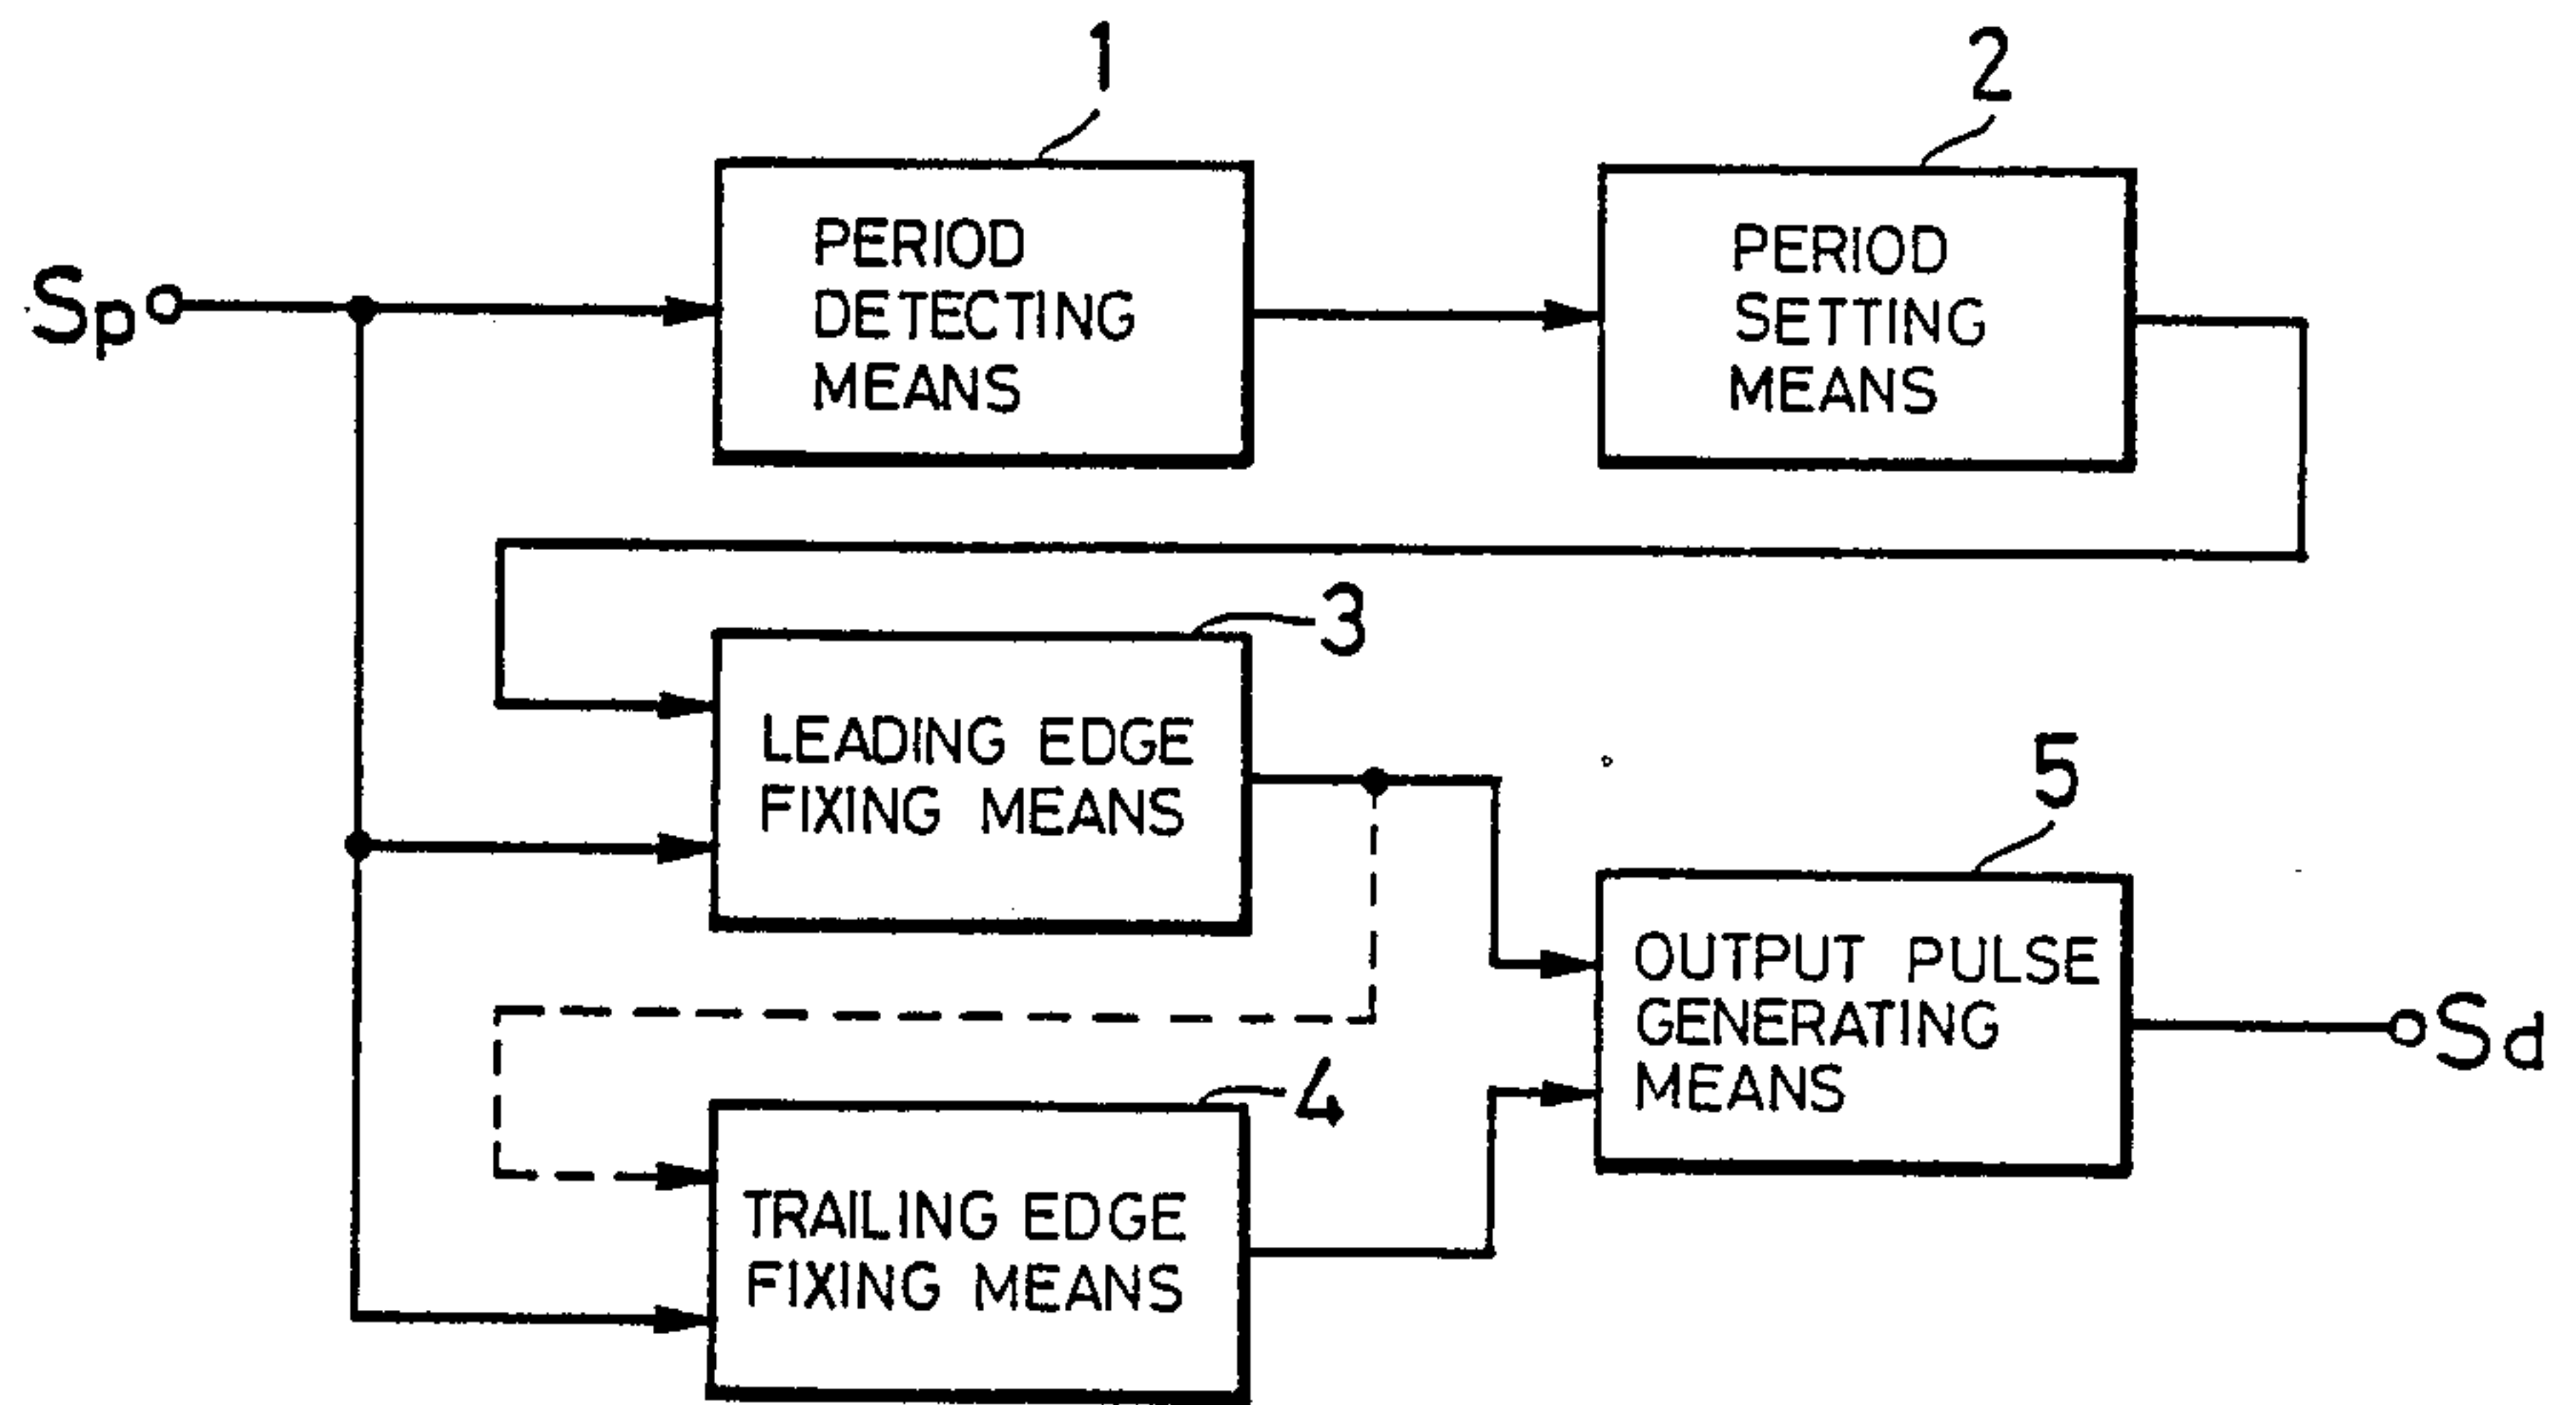 1
2
Sp
PERIOD
DETECTING
MEANS
PERIOD
SETTING
MEANS
3
LEADING EDGE
FIXING MEANS
5
OUTPUT PULSE
GENERATING
MEANS
Sd
4
TRAILING EDGE
FIXING MEANS